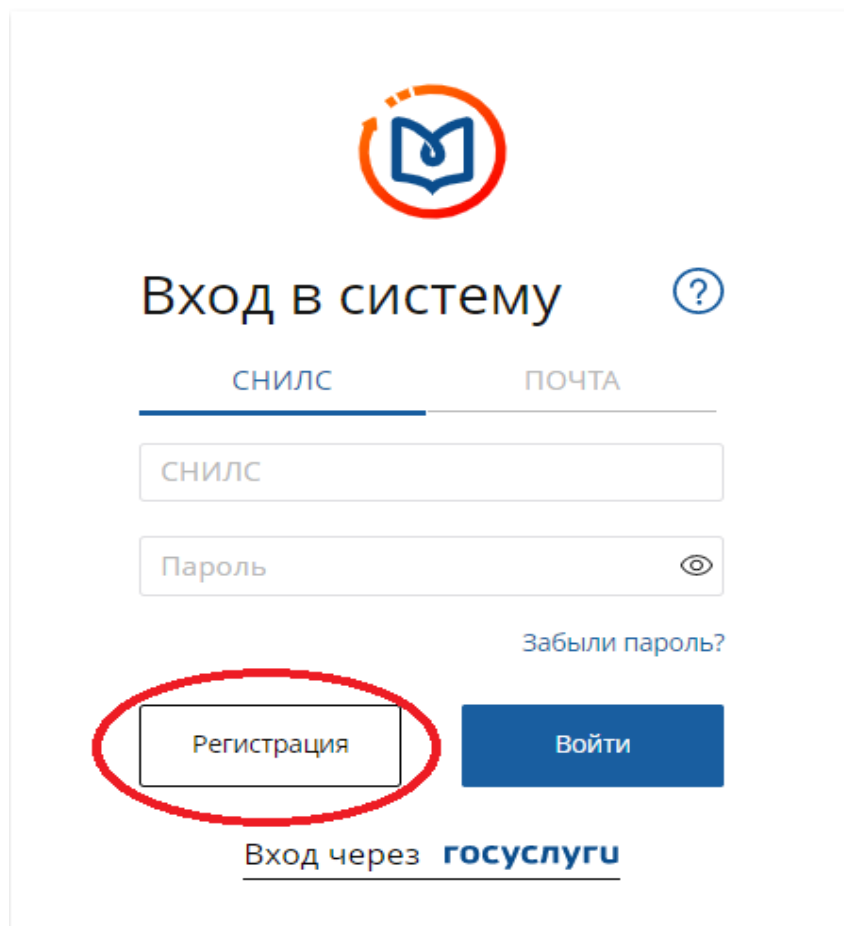 Вход в систему ?
СНИЛС ПОЧТА
СНИЛС
Пароль
Забыли пароль?
Регистрация Войти
Вход через госуслуги